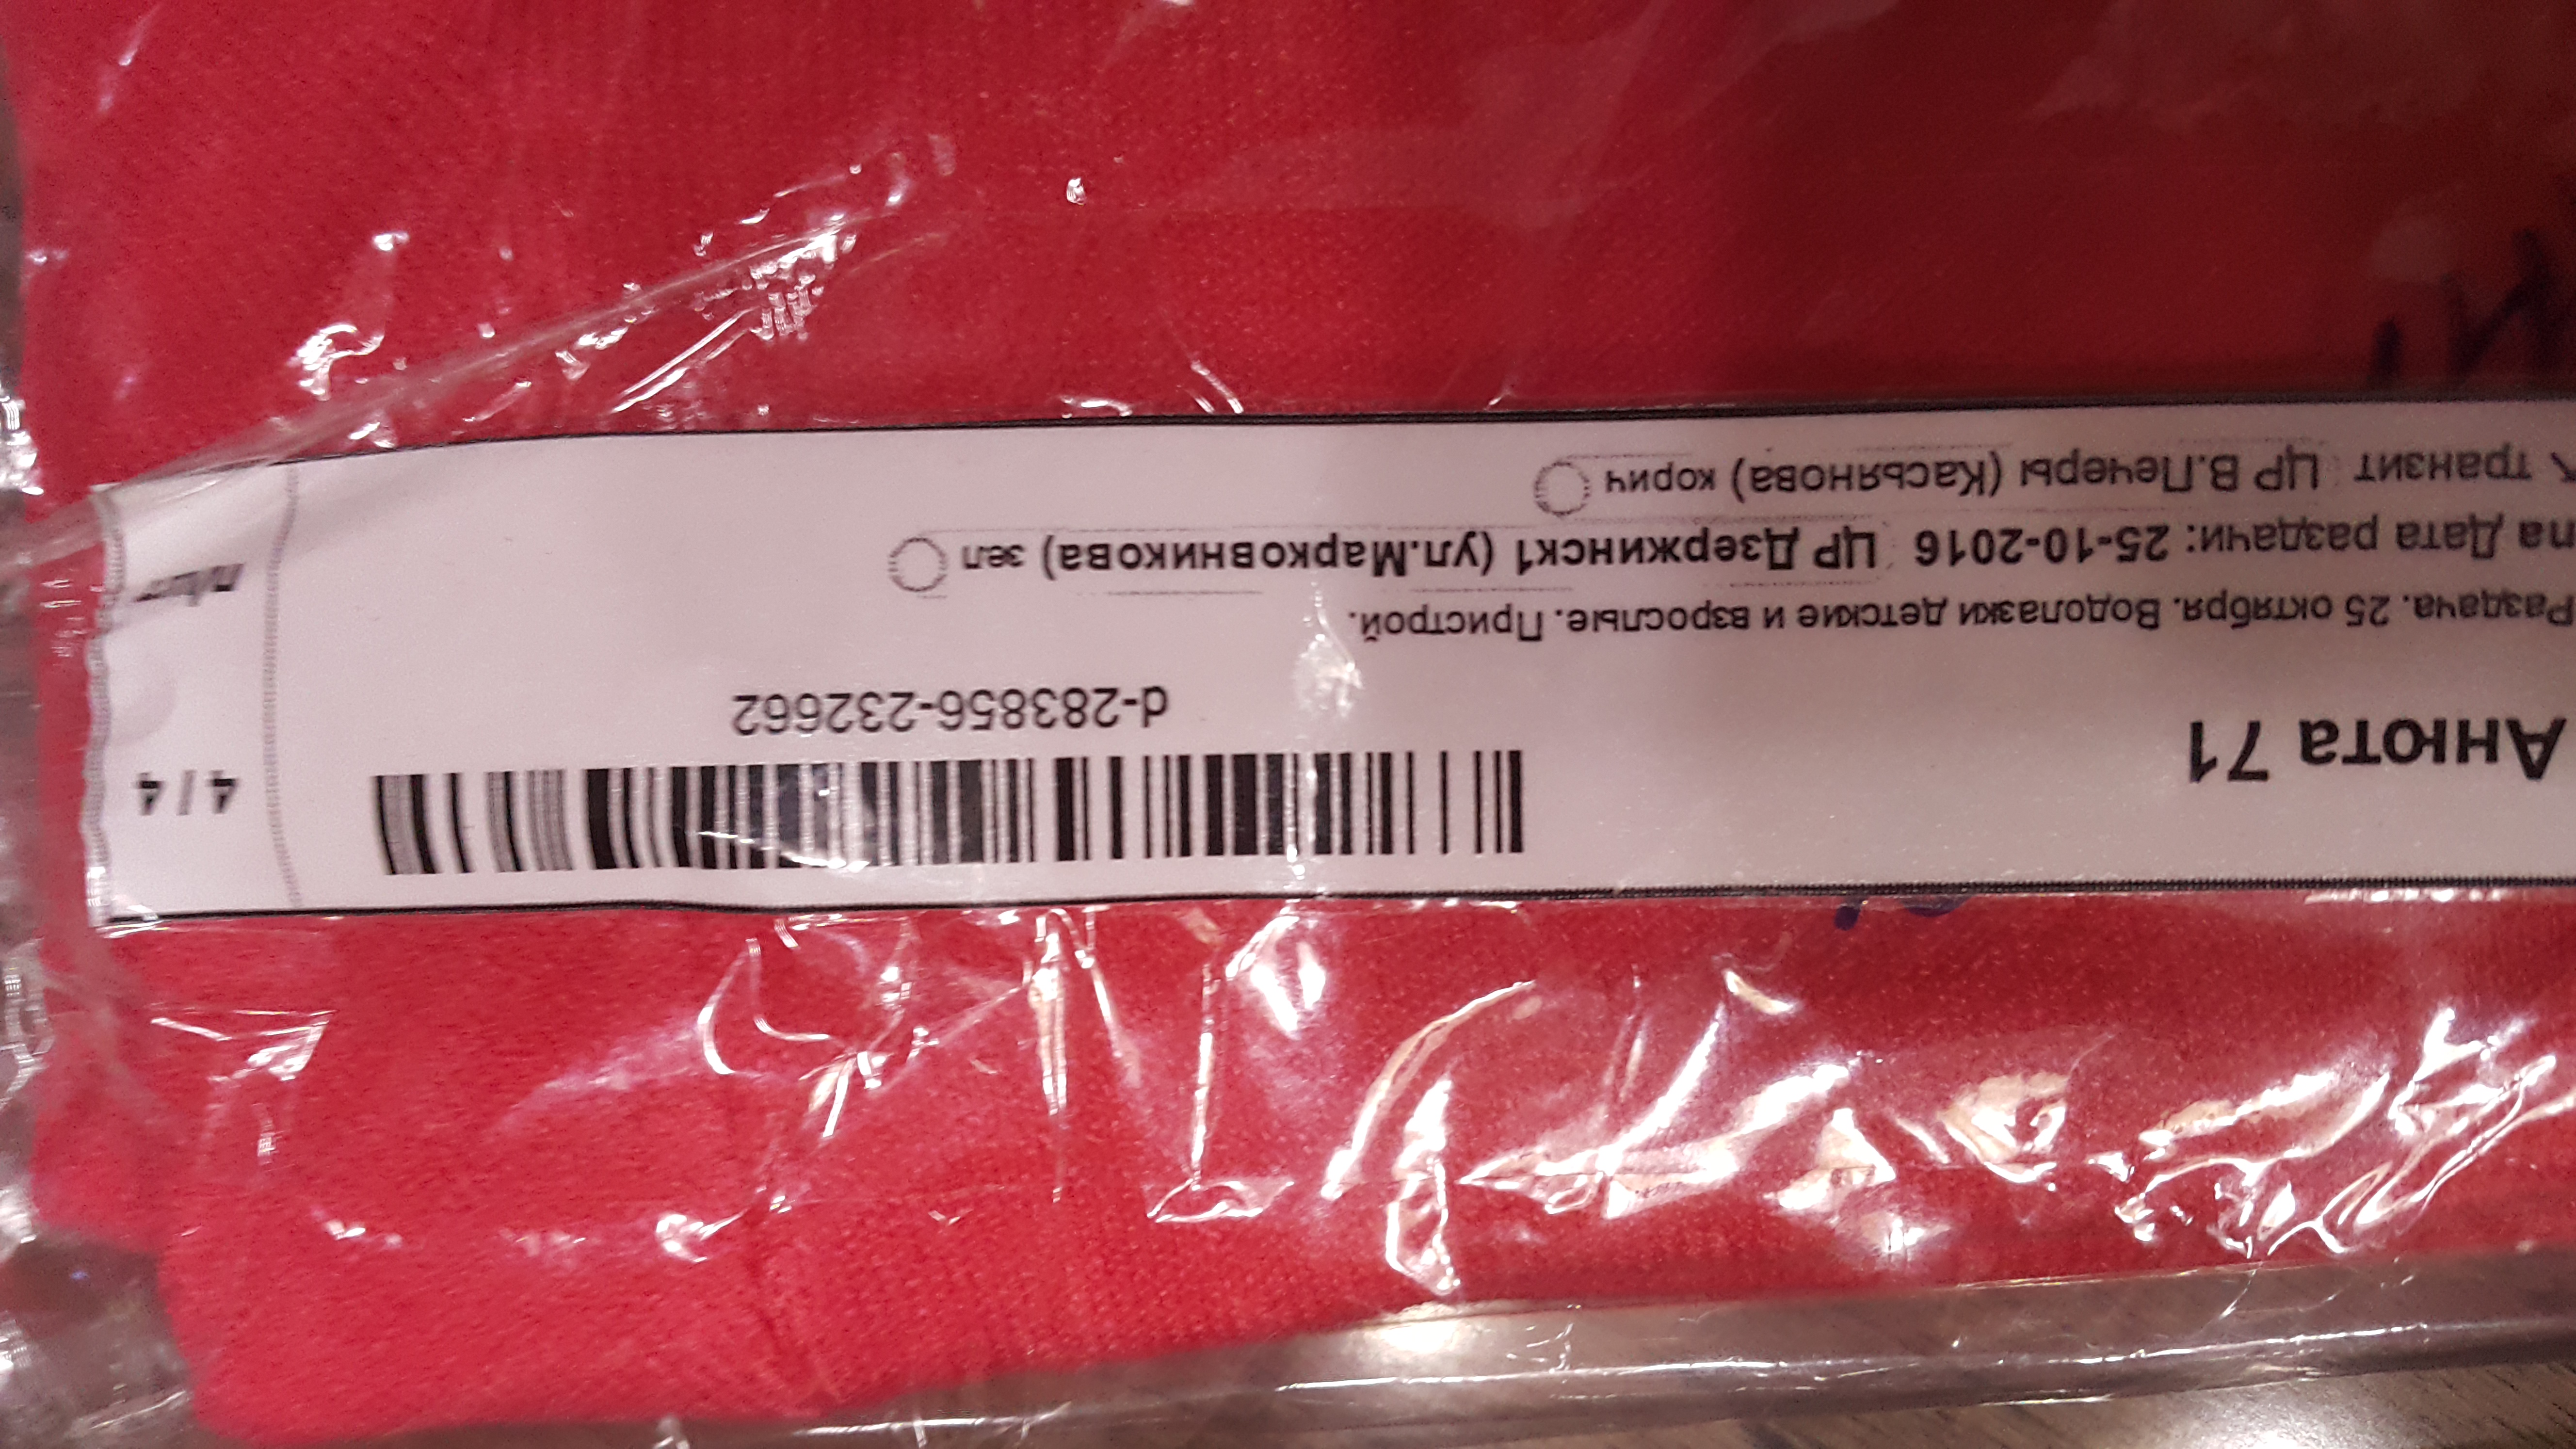 Анюта 71
d-283856-232662
4 / 4
Раздача. 25 октября. Водолазки детские и взрослые. Пристрой.
па Дата раздачи: 25-10-2016 ЦР Дзержинск1 (ул.Марковникова) зел
К транзит ЦР В.Печеры (Касьянова) корич